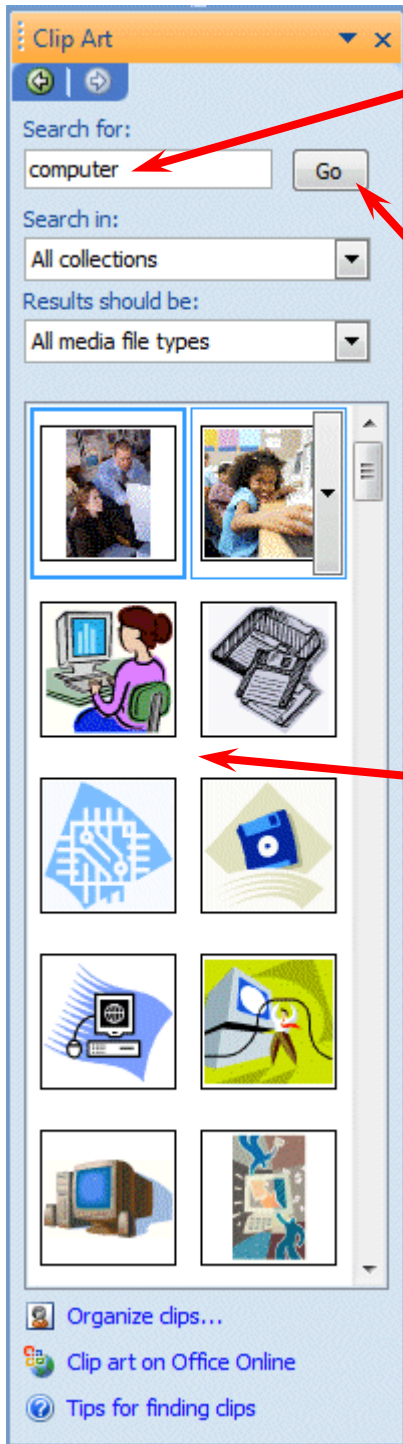 Clip Art
Search for:
computer
Go
Search in:
All collections
Results should be:
All media file types
Organize clips...
Clip art on Office Online
Tips for finding clips